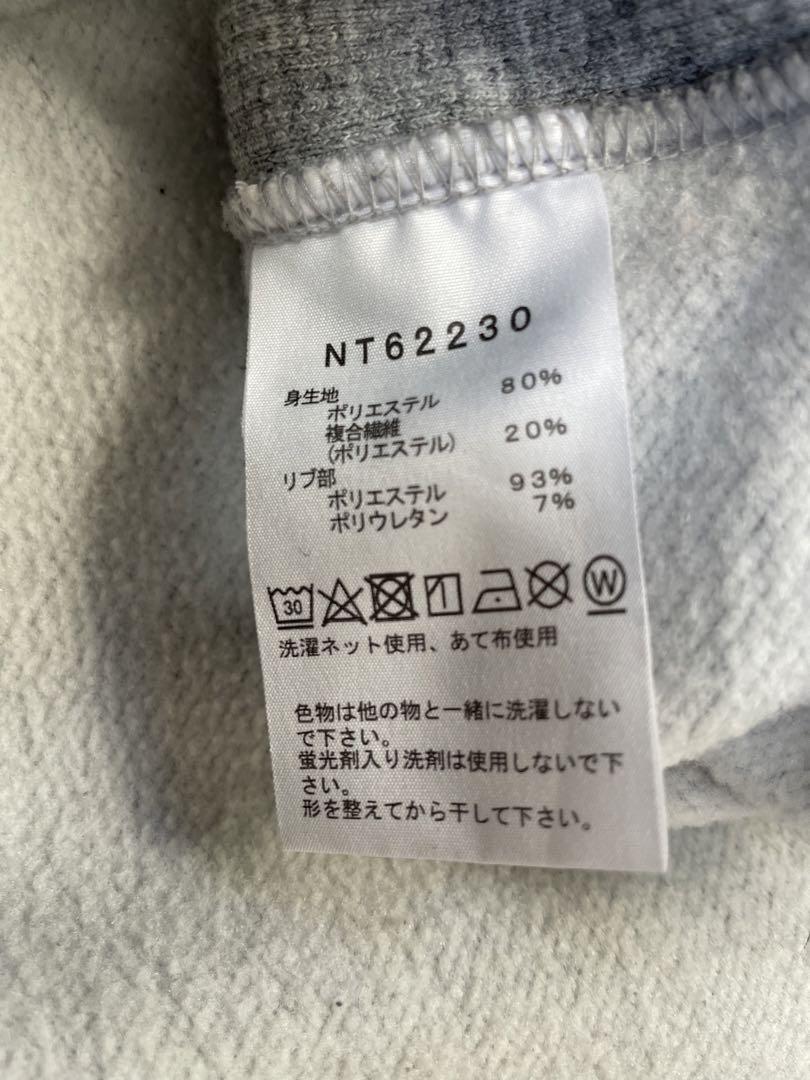 NT62230
身生地
ポリエステル 80%
複合繊維
(ポリエステル) 20%
リブ部
ポリエステル 93%
ポリウレタン 7%
30 W
洗濯ネット使用、あて布使用
色物は他の物と一緒に洗濯しない
で下さい。
蛍光剤入り洗剤は使用しないで下
さい。
形を整えてから干して下さい。